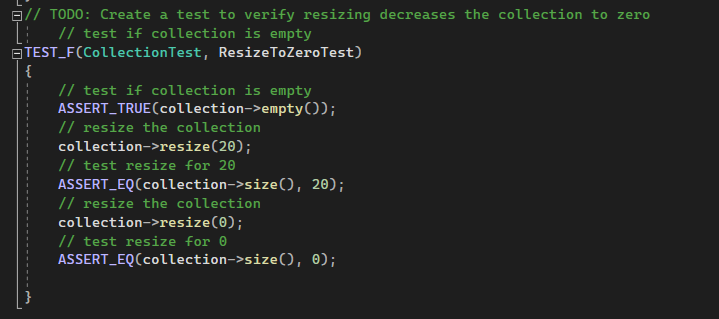 // TODO: Create a test to verify resizing decreases the collection to zero
    // test if collection is empty
TEST_F(CollectionTest, ResizeToZeroTest)
{
    // test if collection is empty
    ASSERT_TRUE(collection->empty());
    // resize the collection
    collection->resize(20);
    // test resize for 20
    ASSERT_EQ(collection->size(), 20);
    // resize the collection
    collection->resize(0);
    // test resize for 0
    ASSERT_EQ(collection->size(), 0);
}